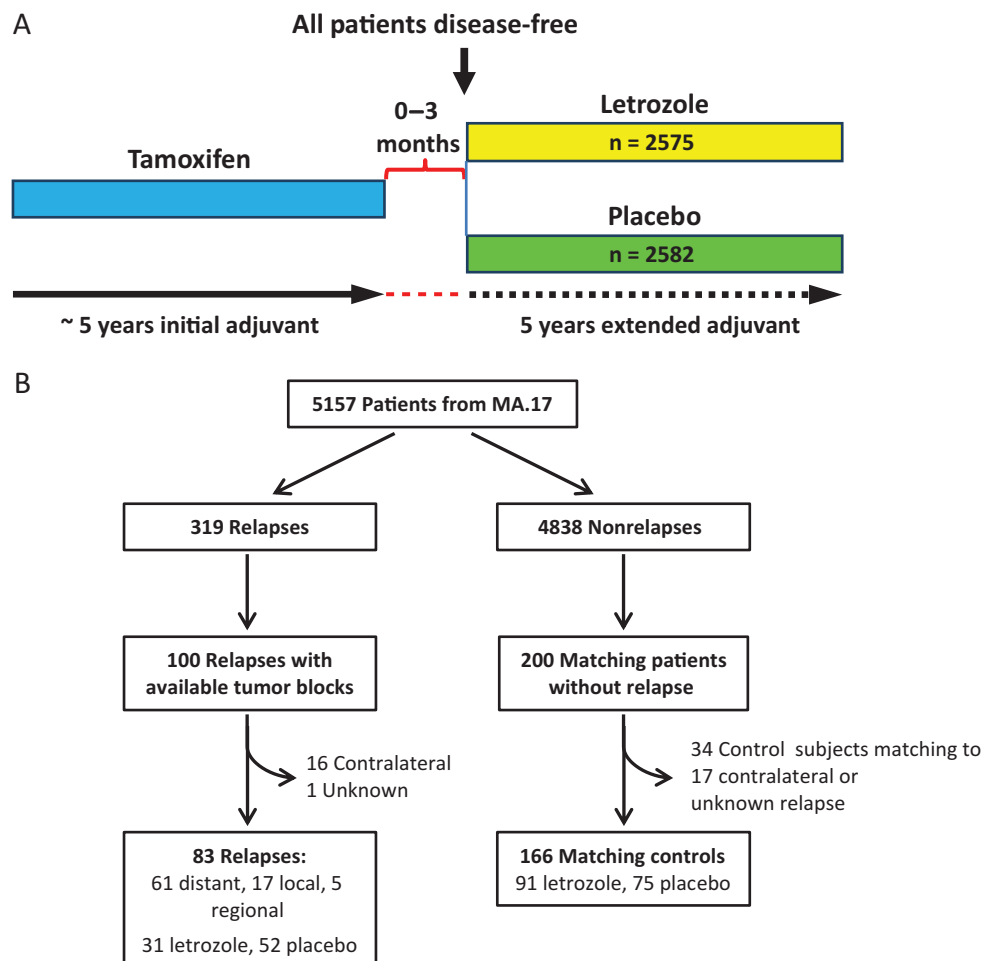 A
All patients disease-free
0–3
months
Letrozole
n = 2575
Tamoxifen
Placebo
n = 2582
~ 5 years initial adjuvant
5 years extended adjuvant
B
5157 Patients from MA.17
319 Relapses
4838 Nonrelapses
100 Relapses with
available tumor blocks
200 Matching patients
without relapse
16 Contralateral
1 Unknown
34 Control subjects matching to
17 contralateral or
unknown relapse
83 Relapses:
61 distant, 17 local, 5
regional
31 letrozole, 52 placebo
166 Matching controls
91 letrozole, 75 placebo